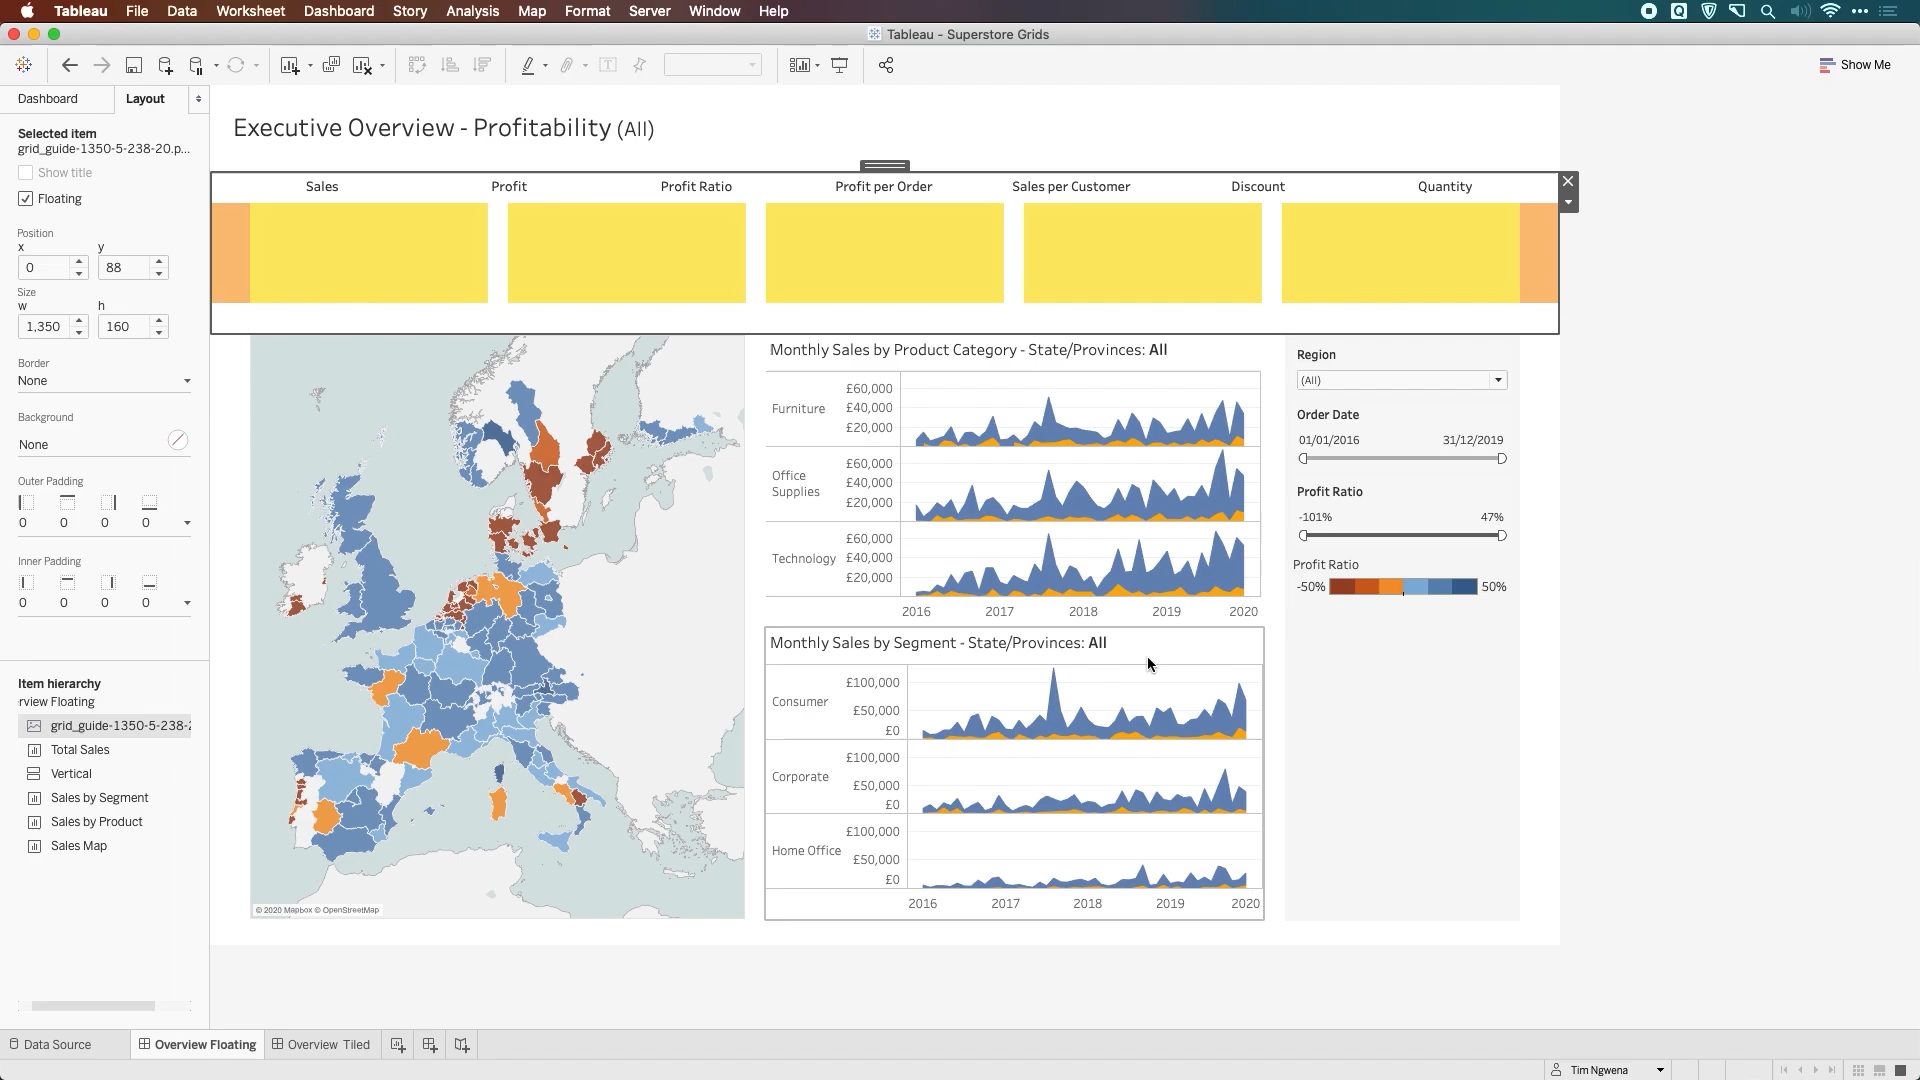 Tableau File Data Worksheet Dashboard Story Analysis Map Format Server Window Help
Tableau - Superstore Grids
Show Me
Dashboard Layout
Selected item
grid_guide-1350-5-238-20.p...
Show title
Floating
Position
x y
0 88
Size
w h
1,350 160
Border
None
Background
None
Outer Padding
0 0 0 0
Inner Padding
0 0 0 0
Item hierarchy
rview Floating
grid_guide-1350-5-238-2
Total Sales
Vertical
Sales by Segment
Sales by Product
Sales Map
Executive Overview - Profitability (All)
Sales Profit Profit Ratio Profit per Order Sales per Customer Discount Quantity
© 2020 Mapbox © OpenStreetMap
Monthly Sales by Product Category - State/Provinces: All
Furniture
£60,000
£40,000
£20,000
Office Supplies
£60,000
£40,000
£20,000
Technology
£60,000
£40,000
£20,000
2016 2017 2018 2019 2020
Monthly Sales by Segment - State/Provinces: All
Consumer
£100,000
£50,000
£0
Corporate
£100,000
£50,000
£0
Home Office
£100,000
£50,000
£0
2016 2017 2018 2019 2020
Region
(All)
Order Date
01/01/2016 31/12/2019
Profit Ratio
-101% 47%
Profit Ratio
-50% 50%
Data Source Overview Floating Overview Tiled
Tim Ngwena